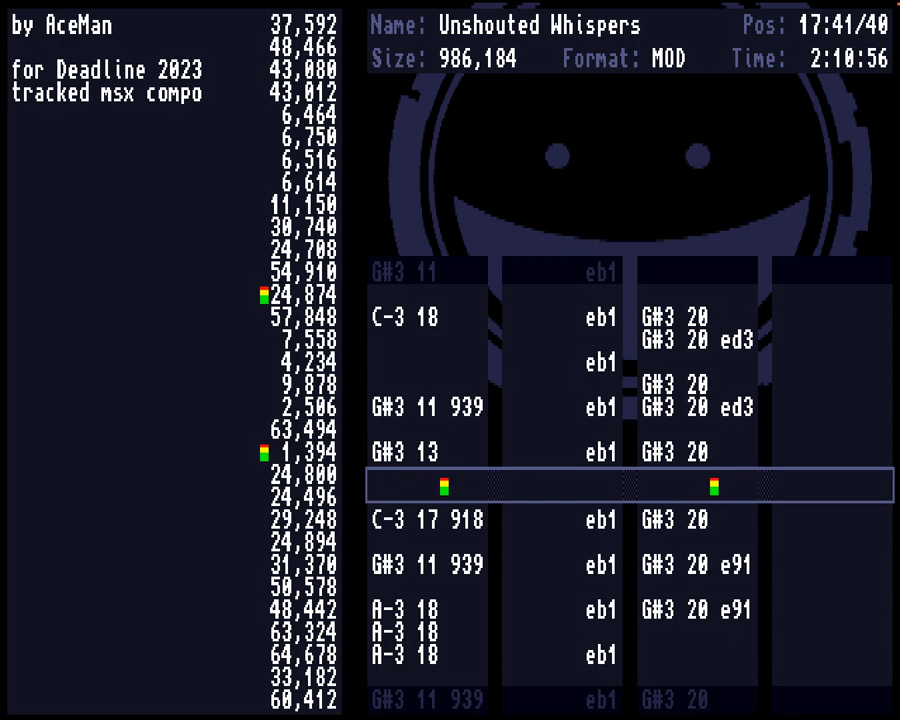 by AceMan 37,592
48,466
for Deadline 2023 43,080
tracked msx compo 43,012
6,464
6,750
6,516
6,614
11,150
30,740
24,708
54,910
24,874
57,848
7,558
4,234
9,878
2,506
63,494
1,394
24,800
24,496
29,248
24,894
31,370
50,578
48,442
63,324
64,678
33,182
60,412
Name: Unshouted Whispers Pos: 17:41/40
Size: 986,184 Format: MOD Time: 2:10:56
G#3 11 eb1
C-3 18 eb1 G#3 20
G#3 20 ed3
eb1
G#3 20
G#3 11 939 eb1 G#3 20 ed3
G#3 13 eb1 G#3 20
C-3 17 918 eb1 G#3 20
G#3 11 939 eb1 G#3 20 e91
A-3 18 eb1 G#3 20 e91
A-3 18
A-3 18 eb1
G#3 11 939 eb1 G#3 20